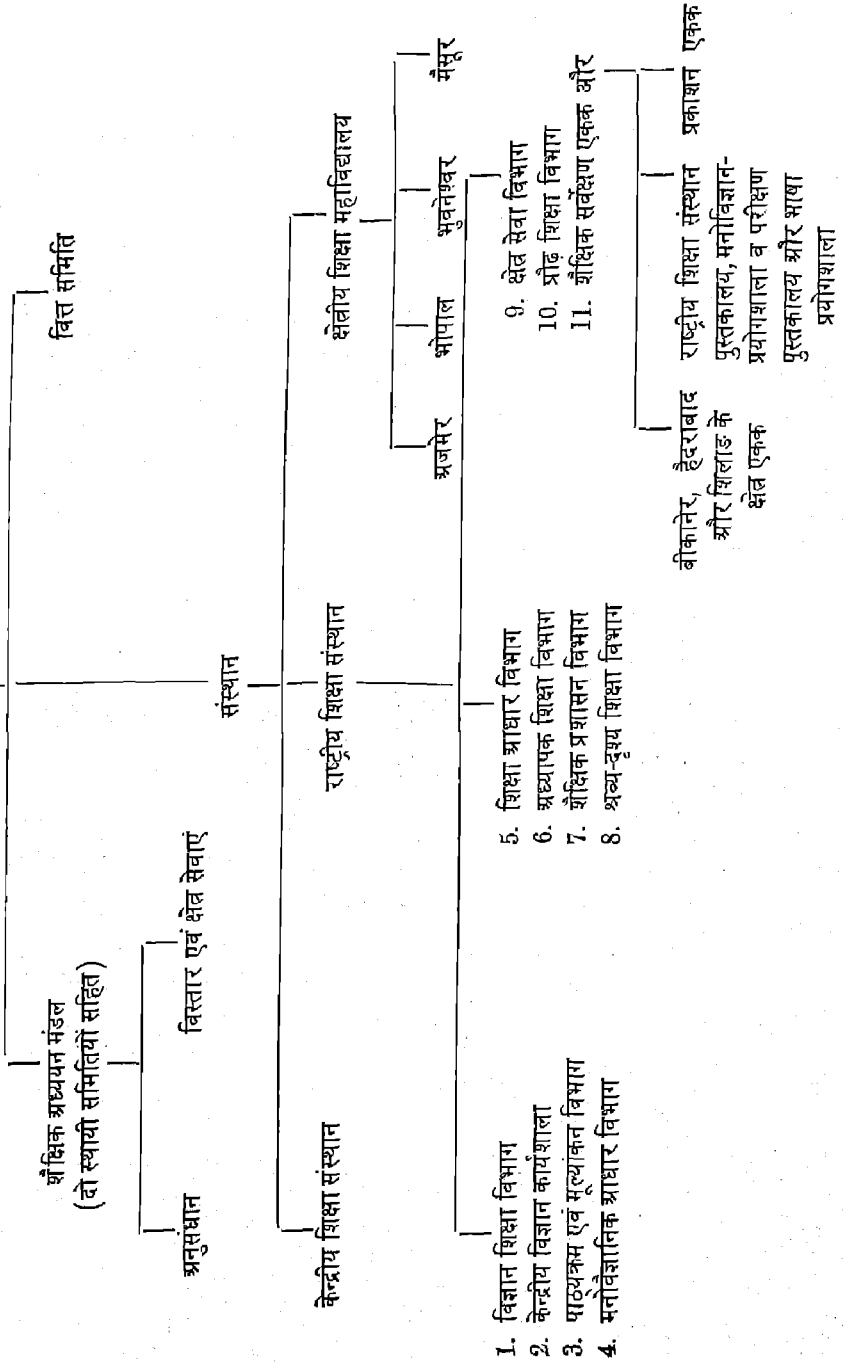 शैक्षिक अध्ययन मंडल
(दो स्थायी समितियों सहित)
वित्त समिति
अनुसंधान
विस्तार एवं क्षेत्र सेवाएं
संस्थान
केन्द्रीय शिक्षा संस्थान
राष्ट्रीय शिक्षा संस्थान
क्षेत्रीय शिक्षा महाविद्यालय
अजमेर
भोपाल
भुवनेश्वर
मैसूर
1. विज्ञान शिक्षा विभाग
2. केन्द्रीय विज्ञान कार्यशाला
3. पाठ्यक्रम एवं मूल्यांकन विभाग
4. मनोवैज्ञानिक आधार विभाग
5. शिक्षा आधार विभाग
6. अध्यापक शिक्षा विभाग
7. शैक्षिक प्रशासन विभाग
8. श्रव्य-दृश्य शिक्षा विभाग
9. क्षेत्र सेवा विभाग
10. प्रौढ़ शिक्षा विभाग
11. शैक्षिक सर्वेक्षण एकक और
बीकानेर, हैदराबाद
और शिलाङ के
क्षेत्र एकक
राष्ट्रीय शिक्षा संस्थान
पुस्तकालय, मनोविज्ञान-
प्रयोगशाला व परीक्षण
पुस्तकालय और भाषा
प्रयोगशाला
प्रकाशन एकक